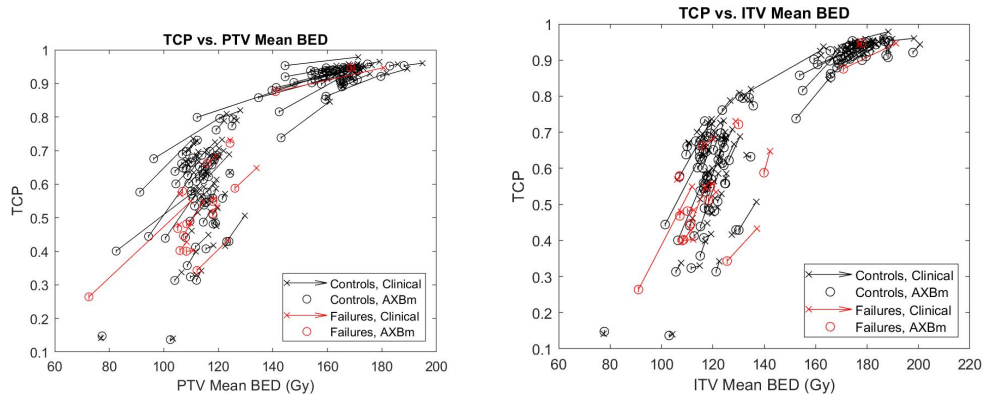 TCP vs. PTV Mean BED
1
0.9
0.8
0.7
0.6
0.5
0.4
0.3
0.2
0.1
TCP
60 80 100 120 140 160 180 200
PTV Mean BED (Gy)
Controls, Clinical
Controls, AXBm
Failures, Clinical
Failures, AXBm
TCP vs. ITV Mean BED
1
0.9
0.8
0.7
0.6
0.5
0.4
0.3
0.2
0.1
TCP
60 80 100 120 140 160 180 200 220
ITV Mean BED (Gy)
Controls, Clinical
Controls, AXBm
Failures, Clinical
Failures, AXBm